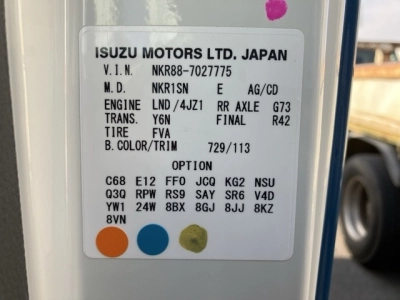 ISUZU MOTORS LTD. JAPAN
V.I.N. NKR88-7027775
M.D. NKR1SN E AG/CD
ENGINE LND/4JZ1 RR AXLE G73
TRANS. Y6N FINAL R42
TIRE FVA
B.COLOR/TRIM 729/113
OPTION
C68 E12 FF0 JCQ KG2 NSU
Q3Q RPW RS9 SAY SR6 V4D
YW1 24W 8BX 8GJ 8JJ 8KZ
8VN